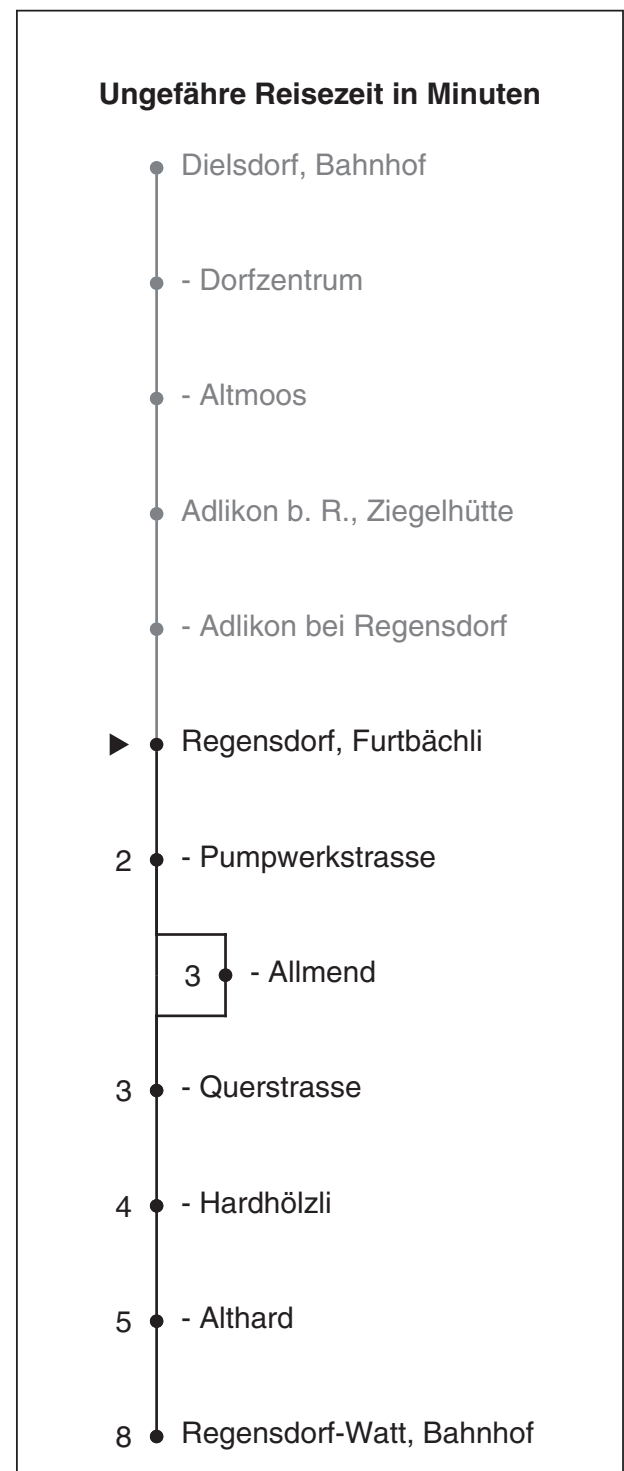 Ungefähre Reisezeit in Minuten
Dielsdorf, Bahnhof
- Dorfzentrum
- Altmoos
Adlikon b. R., Ziegelhütte
- Adlikon bei Regensdorf
Regensdorf, Furtbächli
2 - Pumpwerkstrasse
3 - Allmend
3 - Querstrasse
4 - Hardhölzli
5 - Althard
8 Regensdorf-Watt, Bahnhof